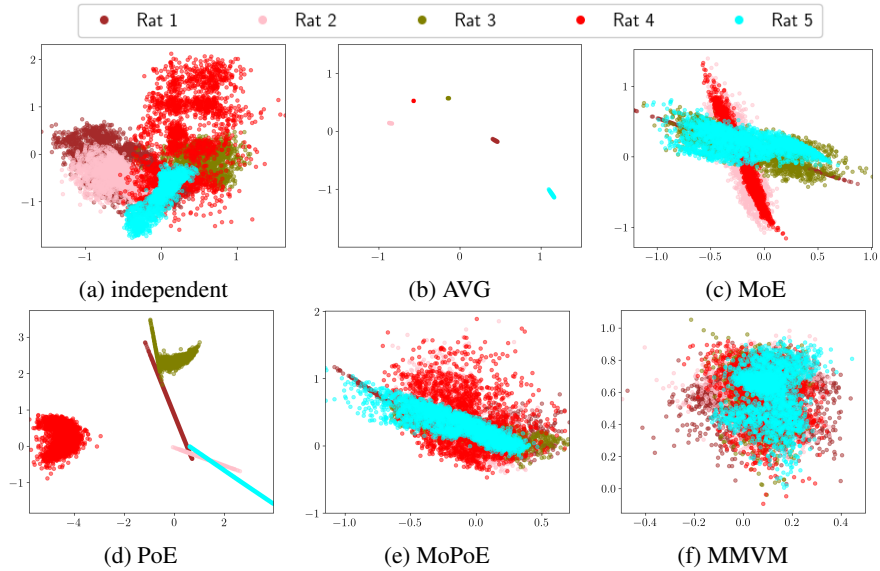 Rat 1 Rat 2 Rat 3 Rat 4 Rat 5
2
1
0
−1
−1 0 1
(a) independent
1
0
−1
−1 0 1
(b) AVG
1
0
−1
−1.0 −0.5 0.0 0.5 1.0
(c) MoE
3
2
1
0
−1
−4 −2 0 2
(d) PoE
2
1
0
−1
−1.0 −0.5 0.0 0.5
(e) MoPoE
1.0
0.8
0.6
0.4
0.2
0.0
−0.4 −0.2 0.0 0.2 0.4
(f) MMVM